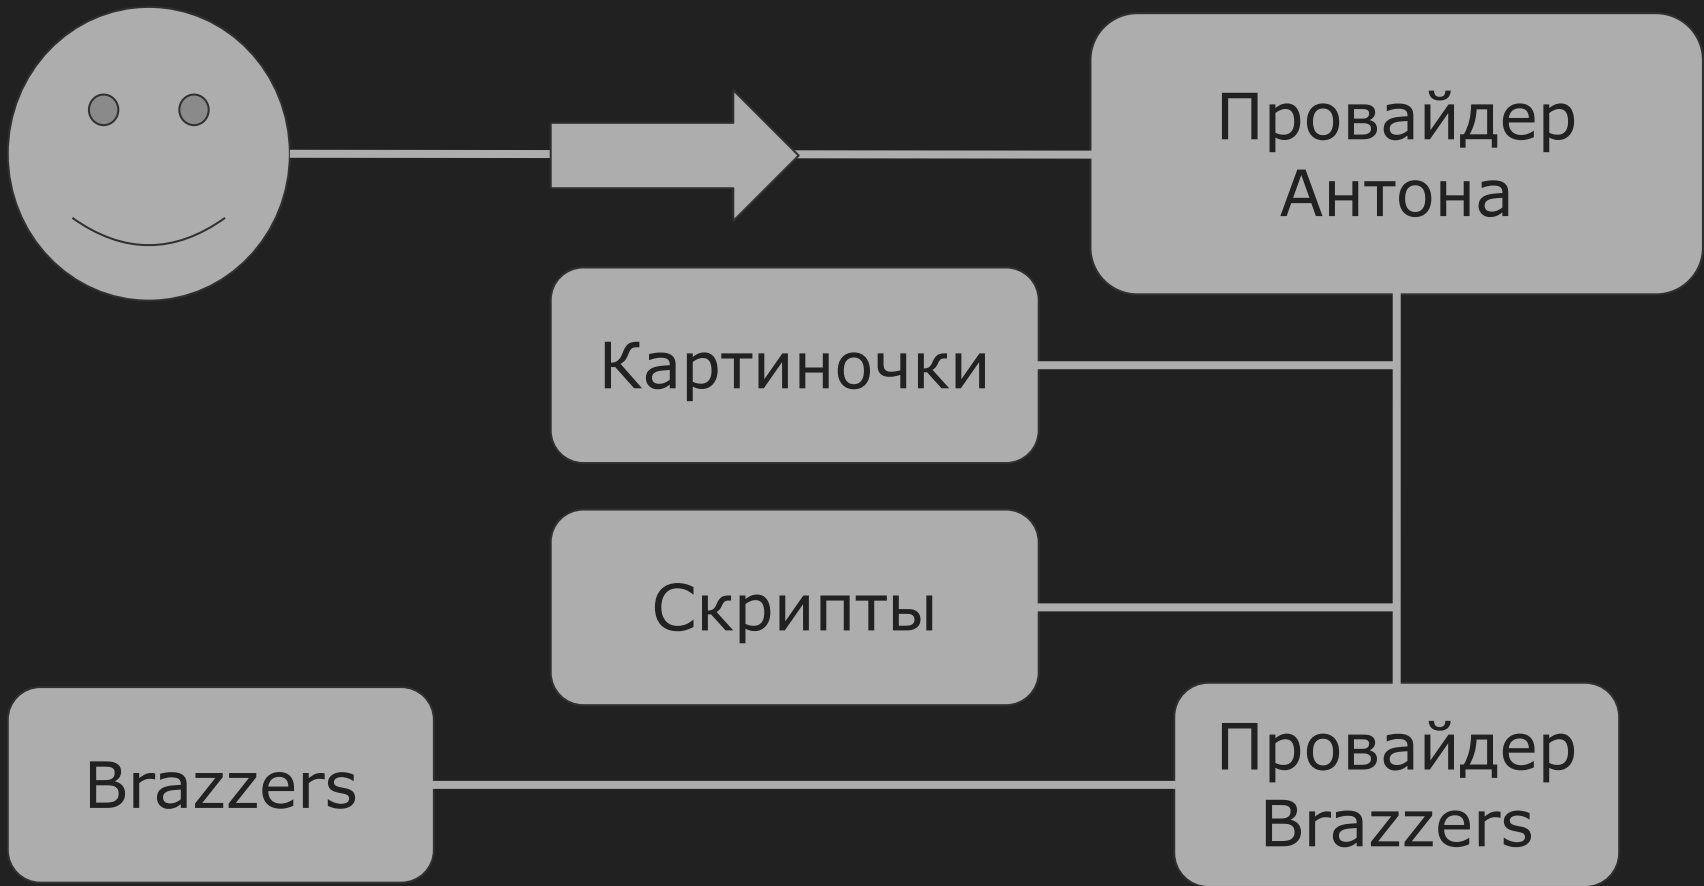 Провайдер
Антона
Картиночки
Скрипты
Brazzers
Провайдер
Brazzers